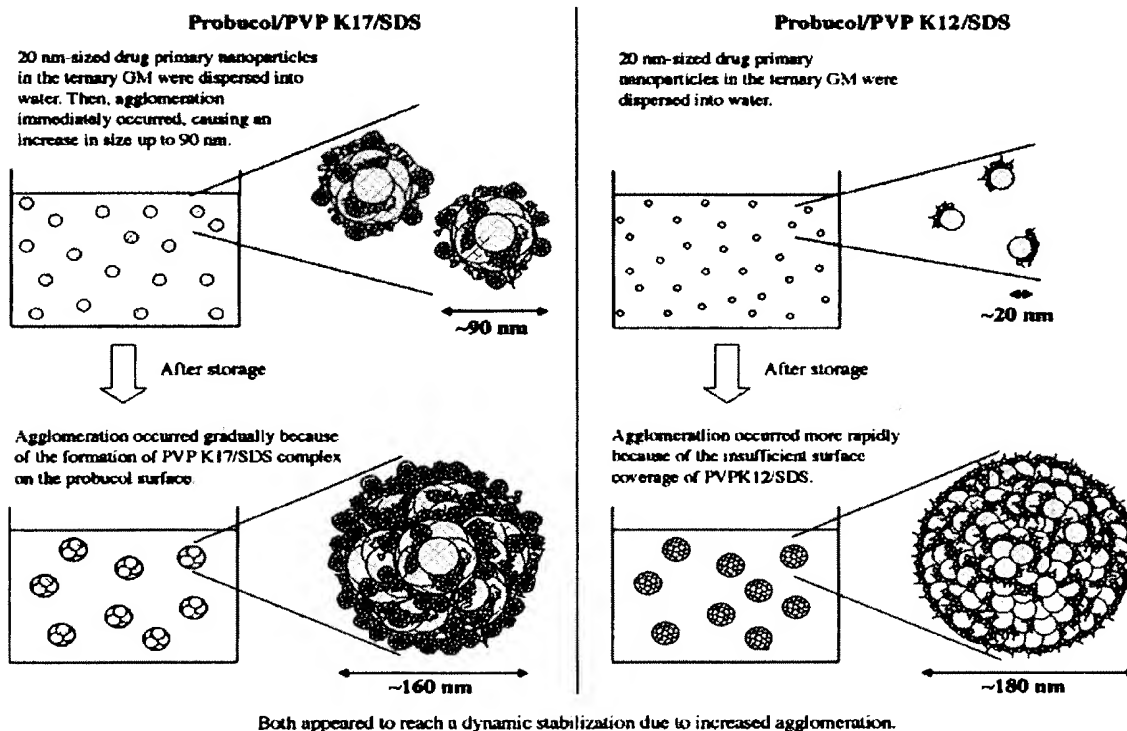 Probucol/PVP K17/SDS
20 nm-sized drug primary nanoparticles
in the ternary GM were dispersed into
water. Then, agglomeration
immediately occurred, causing an
increase in size up to 90 nm.
~90 nm
After storage
Agglomeration occurred gradually because
of the formation of PVP K17/SDS complex
on the probucol surface.
~160 nm
Probucol/PVP K12/SDS
20 nm-sized drug primary
nanoparticles in the ternary GM were
dispersed into water.
~20 nm
After storage
Agglomeratlion occurred more rapidly
because of the insufficient surface
coverage of PVPK12/SDS.
~180 nm
Both appeared to reach a dynamic stabilization due to increased agglomeration.